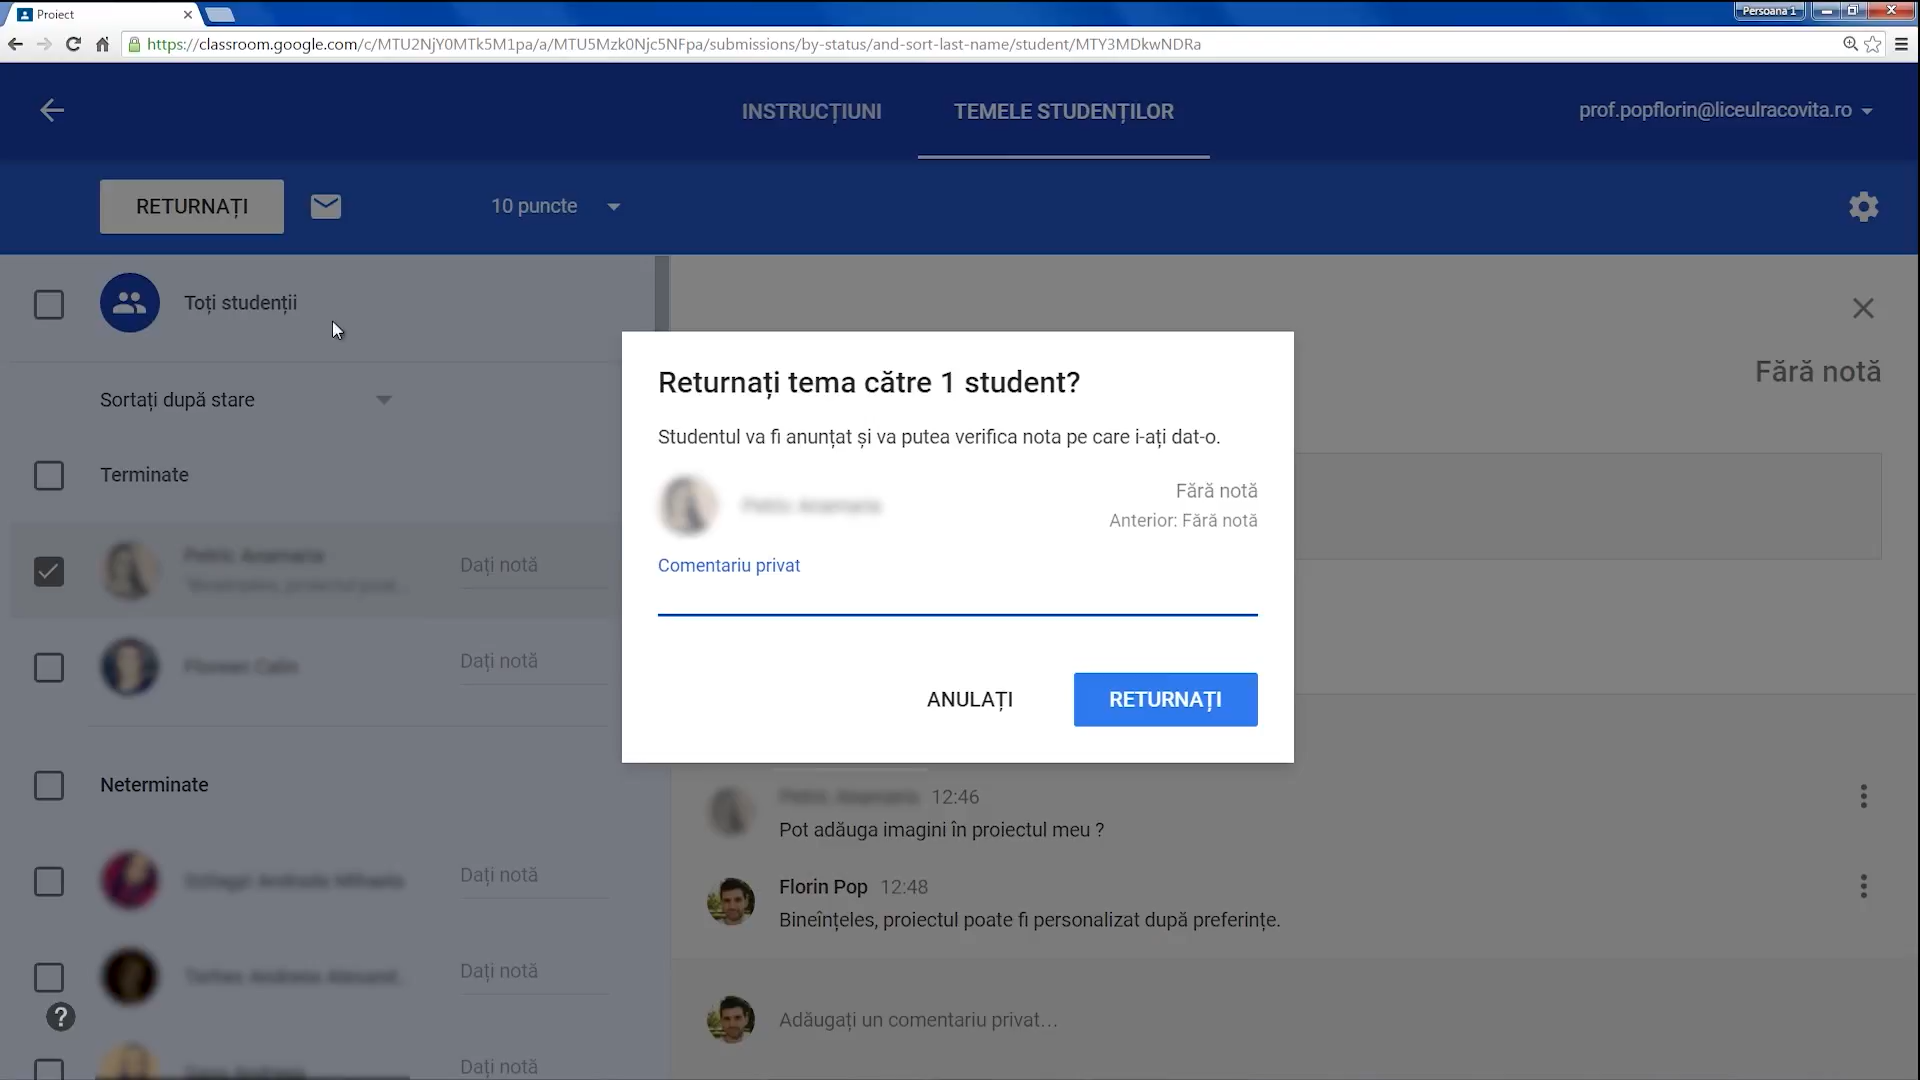 Proiect
Persoana 1
https://classroom.google.com/c/MTU2NjY0MTk5M1pa/a/MTU5Mzk0Njc5NFpa/submissions/by-status/and-sort-last-name/student/MTY3MDkwNDRa
INSTRUCȚIUNI
TEMELE STUDENȚILOR
prof.popflorin@liceulracovita.ro
RETURNAȚI
10 puncte
Toți studenții
Sortați după stare
Terminate
Dați notă
Dați notă
Neterminate
Dați notă
Dați notă
Dați notă
Fără notă
Returnați tema către 1 student?
Studentul va fi anunțat și va putea verifica nota pe care i-ați dat-o.
Fără notă
Anterior: Fără notă
Comentariu privat
ANULAȚI
RETURNAȚI
12:46
Pot adăuga imagini în proiectul meu ?
Florin Pop 12:48
Bineînțeles, proiectul poate fi personalizat după preferințe.
Adăugați un comentariu privat…
?